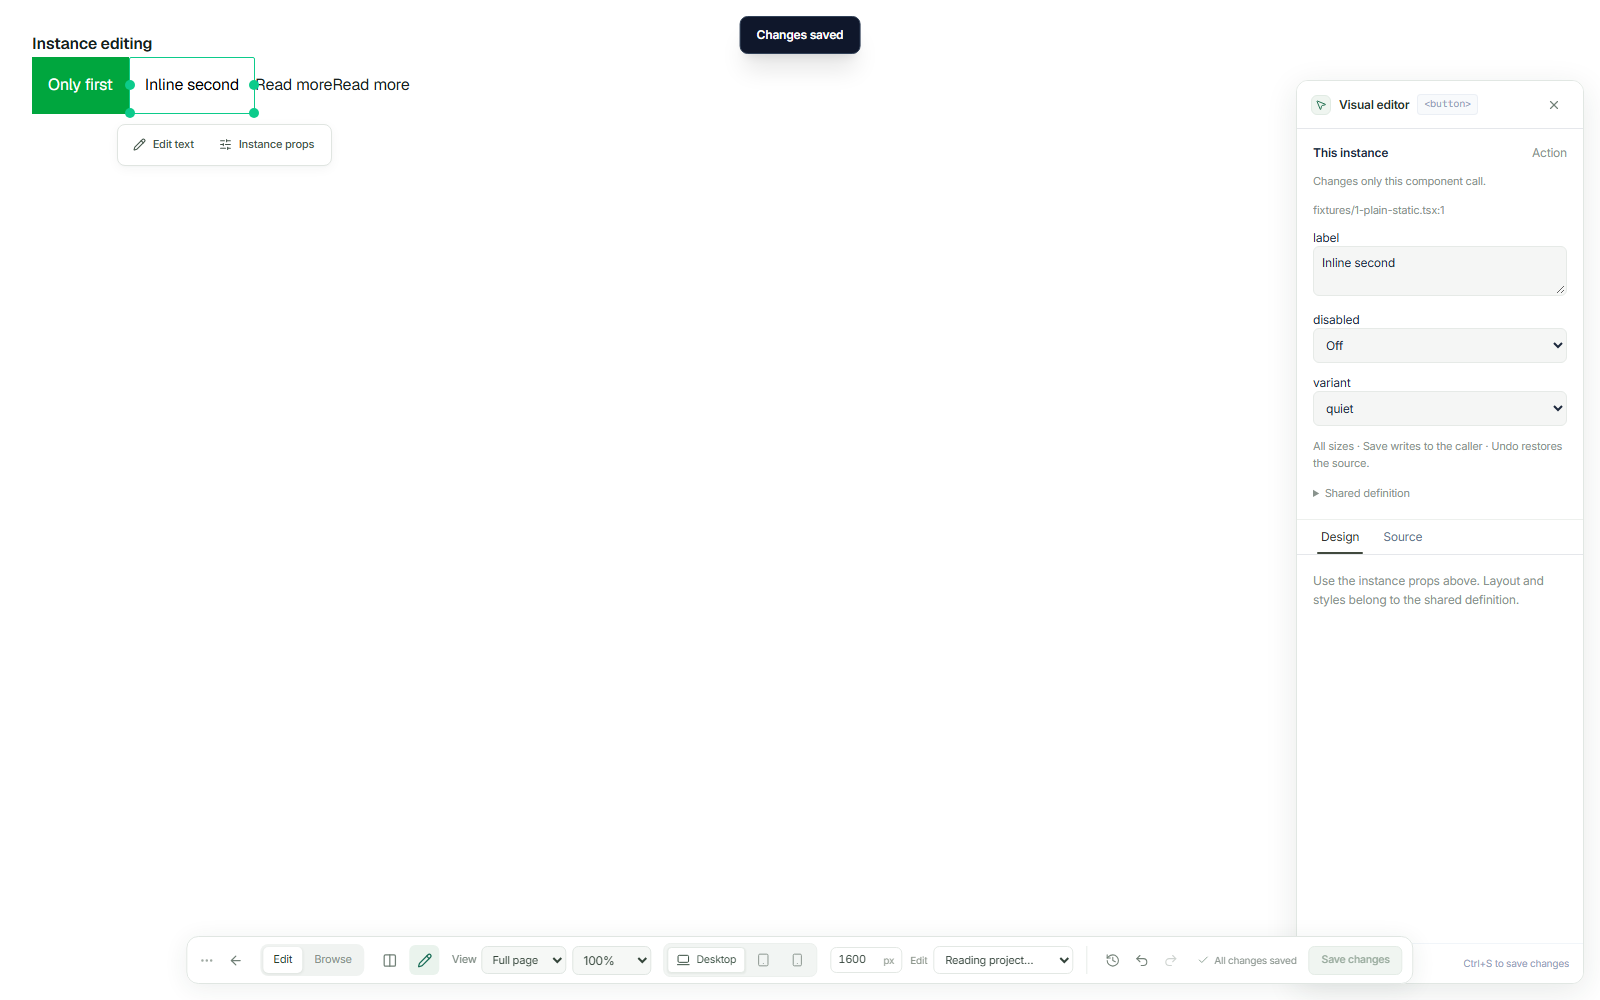 Changes saved
Instance editing
Only first
Inline second
Read moreRead more
Edit text
Instance props
Visual editor
<button>
This instance
Action
Changes only this component call.
fixtures/1-plain-static.tsx:1
label
Inline second
disabled
Off
variant
quiet
All sizes · Save writes to the caller · Undo restores
the source.
Shared definition
Design
Source
Use the instance props above. Layout and
styles belong to the shared definition.
Edit
Browse
View
Full page
100%
Desktop
1600
px
Edit
Reading project...
All changes saved
Save changes
Ctrl+S to save changes